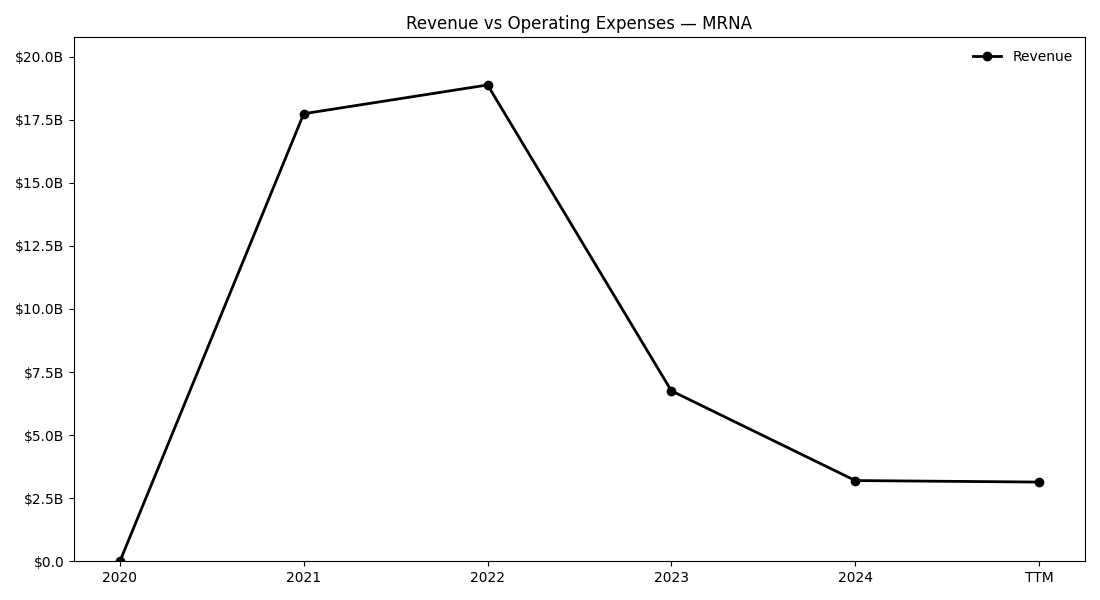 Revenue vs Operating Expenses — MRNA
Revenue
$20.0B
$17.5B
$15.0B
$12.5B
$10.0B
$7.5B
$5.0B
$2.5B
$0.0
2020 2021 2022 2023 2024 TTM